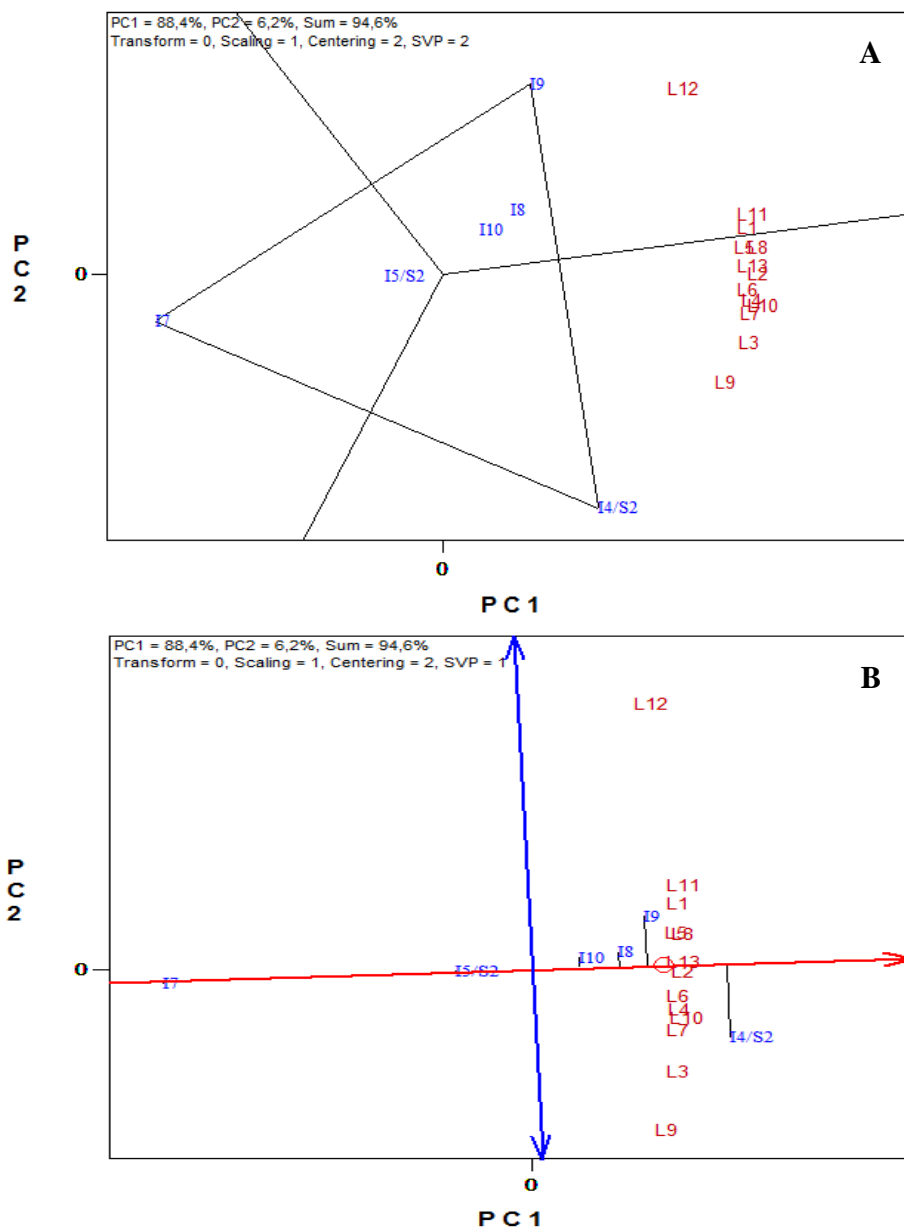 PC1 = 88,4%, PC2 = 6,2%, Sum = 94,6%
Transform = 0, Scaling = 1, Centering = 2, SVP = 2
A
I9
L12
I8
I10
L11
L1
L5
L8
P
C
2
0
I5/S2
L13
L2
L6
L4
L10
I7
L7
L3
L9
I4/S2
0
P C 1
PC1 = 88,4%, PC2 = 6,2%, Sum = 94,6%
Transform = 0, Scaling = 1, Centering = 2, SVP = 1
B
L12
L11
L1
P
C
2
I9
L5
L8
I8
I10
L13
0
I5/S2
L2
I7
L6
L4
L10
L7
I4/S2
L3
L9
0
P C 1